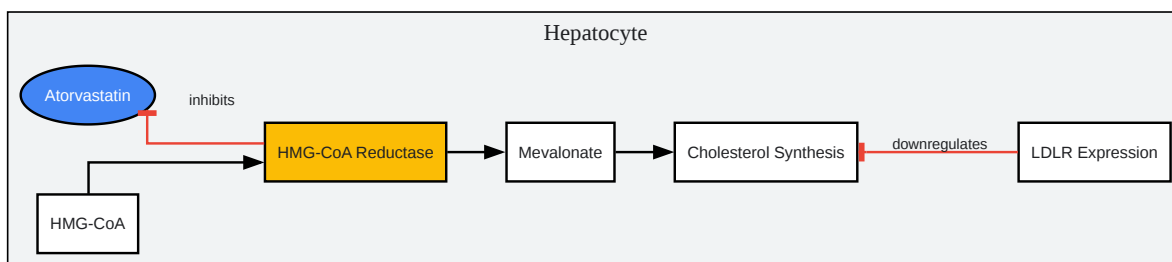 Hepatocyte
Atorvastatin
inhibits
HMG-CoA Reductase
Mevalonate
Cholesterol Synthesis
downregulates
LDLR Expression
HMG-CoA